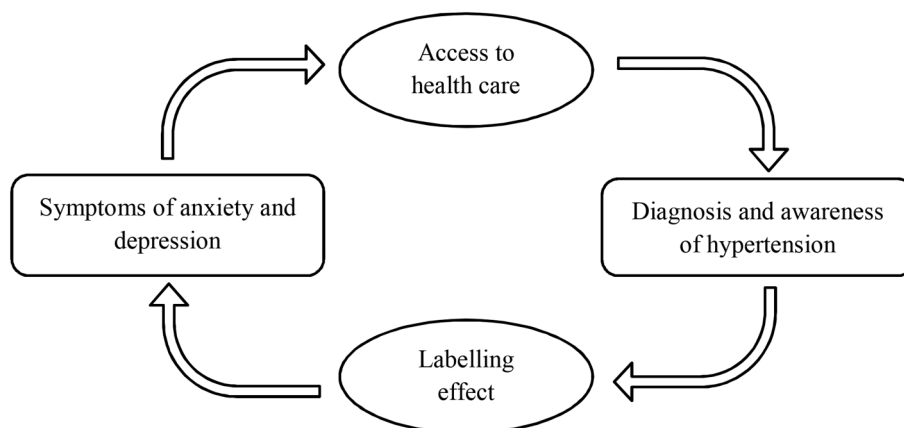 Access to
health care
Symptoms of anxiety and
depression
Diagnosis and awareness
of hypertension
Labelling
effect